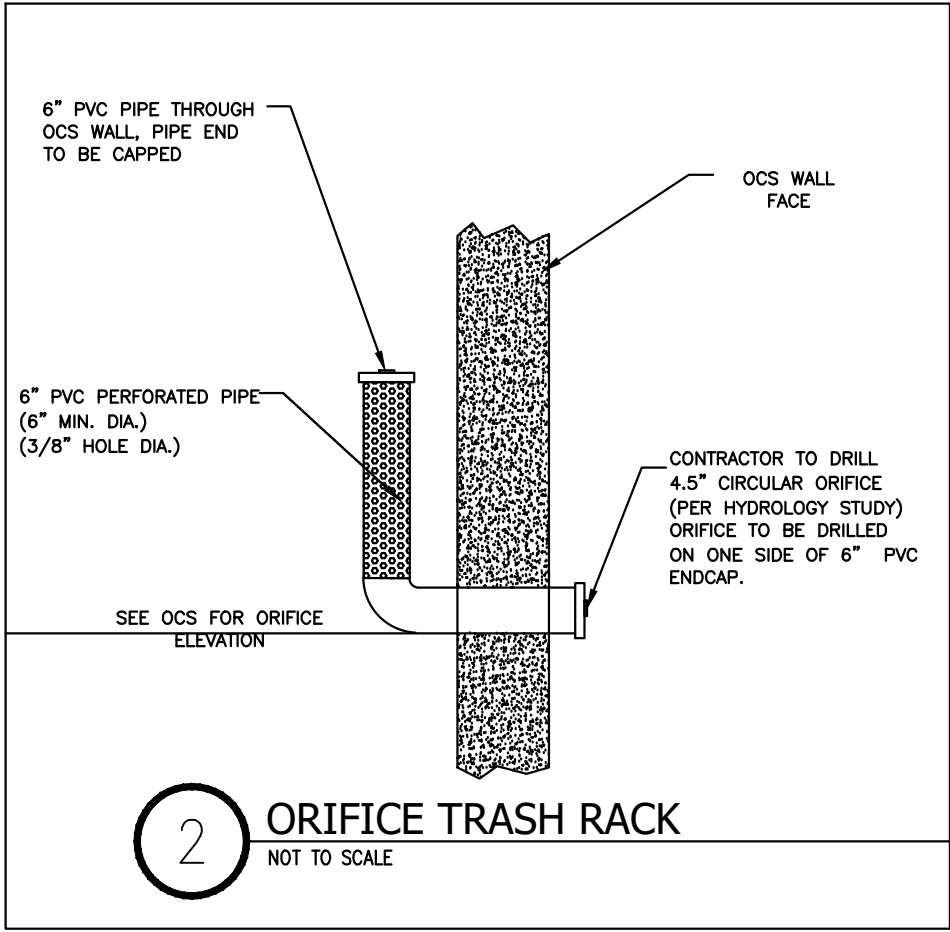 6" PVC PIPE THROUGH
OCS WALL, PIPE END
TO BE CAPPED
OCS WALL
FACE
6" PVC PERFORATED PIPE
(6" MIN. DIA.)
(3/8" HOLE DIA.)
CONTRACTOR TO DRILL
4.5" CIRCULAR ORIFICE
(PER HYDROLOGY STUDY)
ORIFICE TO BE DRILLED
ON ONE SIDE OF 6" PVC
ENDCAP.
SEE OCS FOR ORIFICE
ELEVATION
2
ORIFICE TRASH RACK
NOT TO SCALE